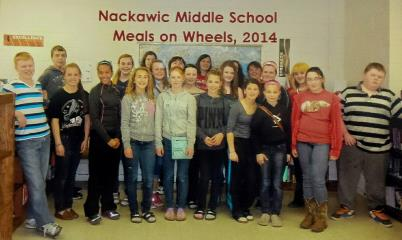 Nackawic Middle School
Meals on Wheels, 2014